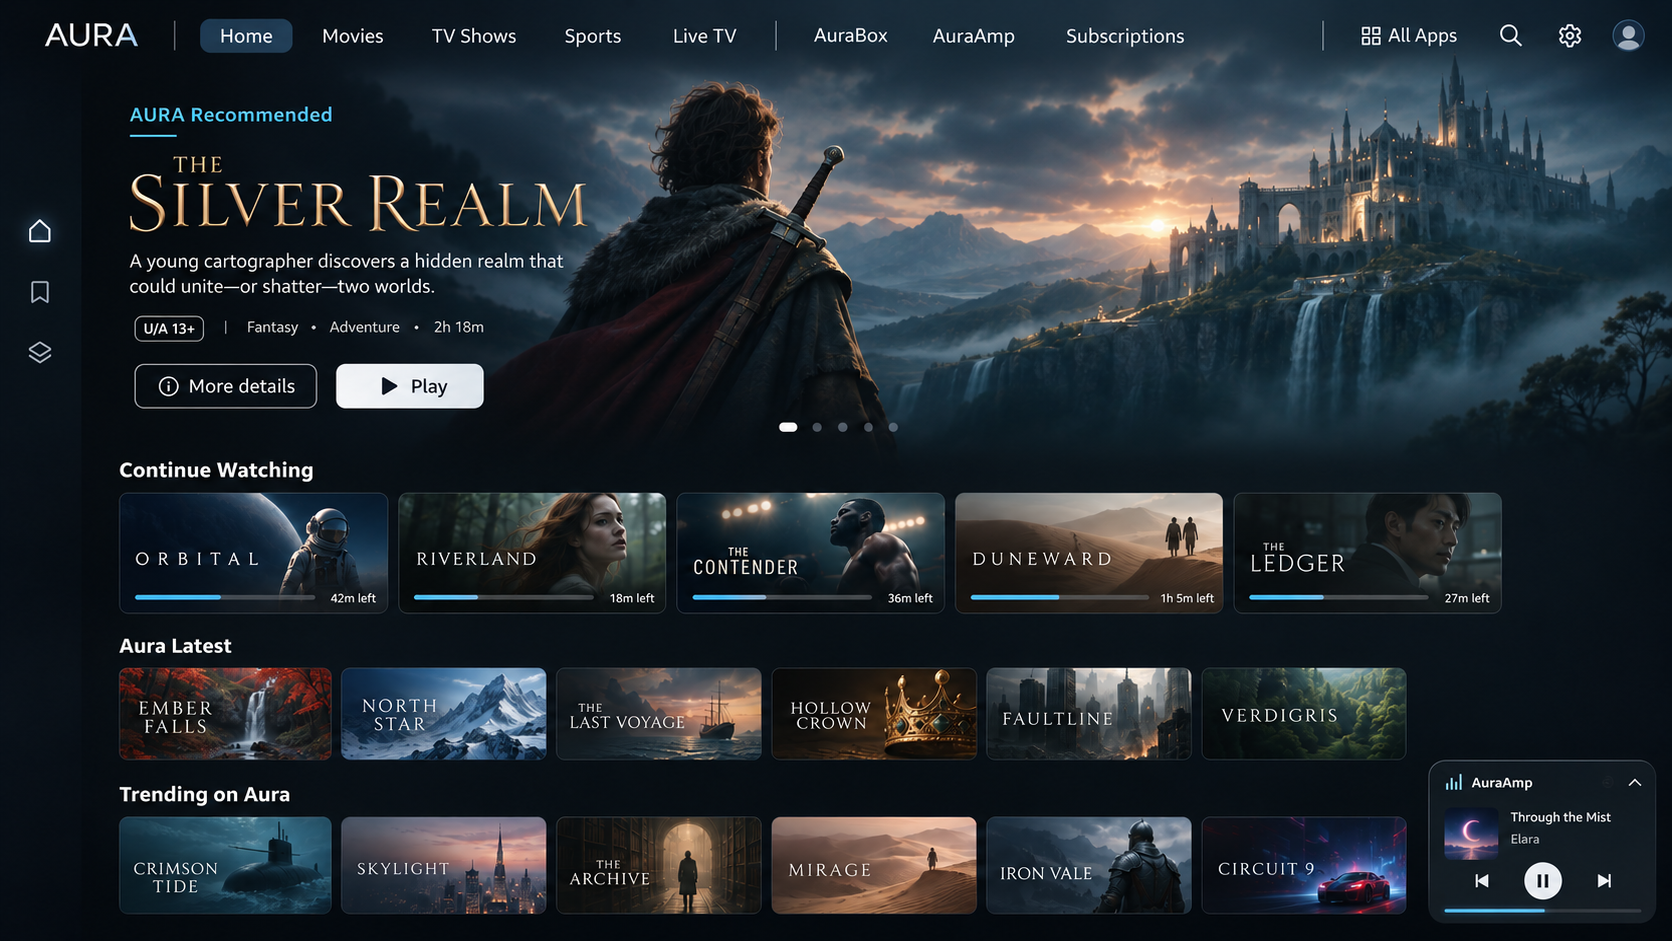 AURA
Home
Movies
TV Shows
Sports
Live TV
AuraBox
AuraAmp
Subscriptions
All Apps
AURA Recommended
THE
SILVER REALM
A young cartographer discovers a hidden realm that
could unite—or shatter—two worlds.
U/A 13+ | Fantasy • Adventure • 2h 18m
More details
Play
Continue Watching
ORBITAL
42m left
RIVERLAND
18m left
THE
CONTENDER
36m left
DUNEWARD
1h 5m left
THE
LEDGER
27m left
Aura Latest
EMBER
FALLS
NORTH
STAR
THE
LAST VOYAGE
HOLLOW
CROWN
FAULTLINE
VERDIGRIS
Trending on Aura
CRIMSON
TIDE
SKYLIGHT
THE
ARCHIVE
MIRAGE
IRON VALE
CIRCUIT 9
AuraAmp
Through the Mist
Elara